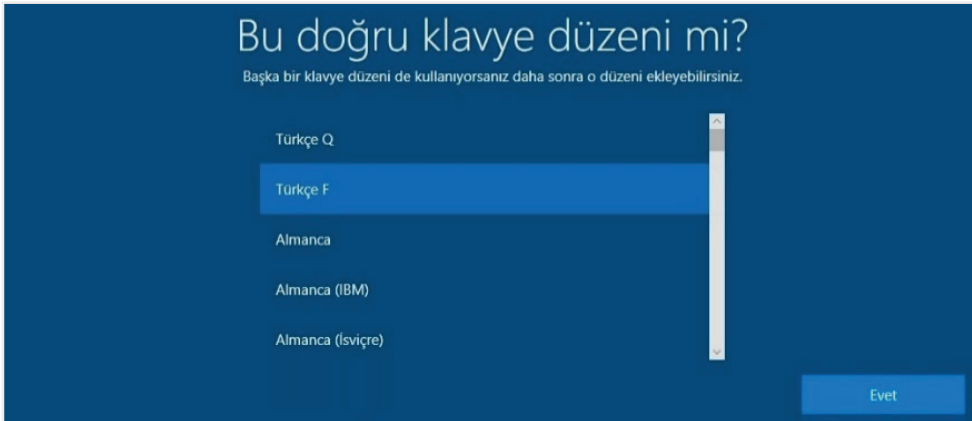 Bu doğru klavye düzeni mi?
Başka bir klavye düzeni de kullanıyorsanız daha sonra o düzeni ekleyebilirsiniz.
Türkçe Q
Türkçe F
Almanca
Almanca (IBM)
Almanca (İsviçre)
Evet